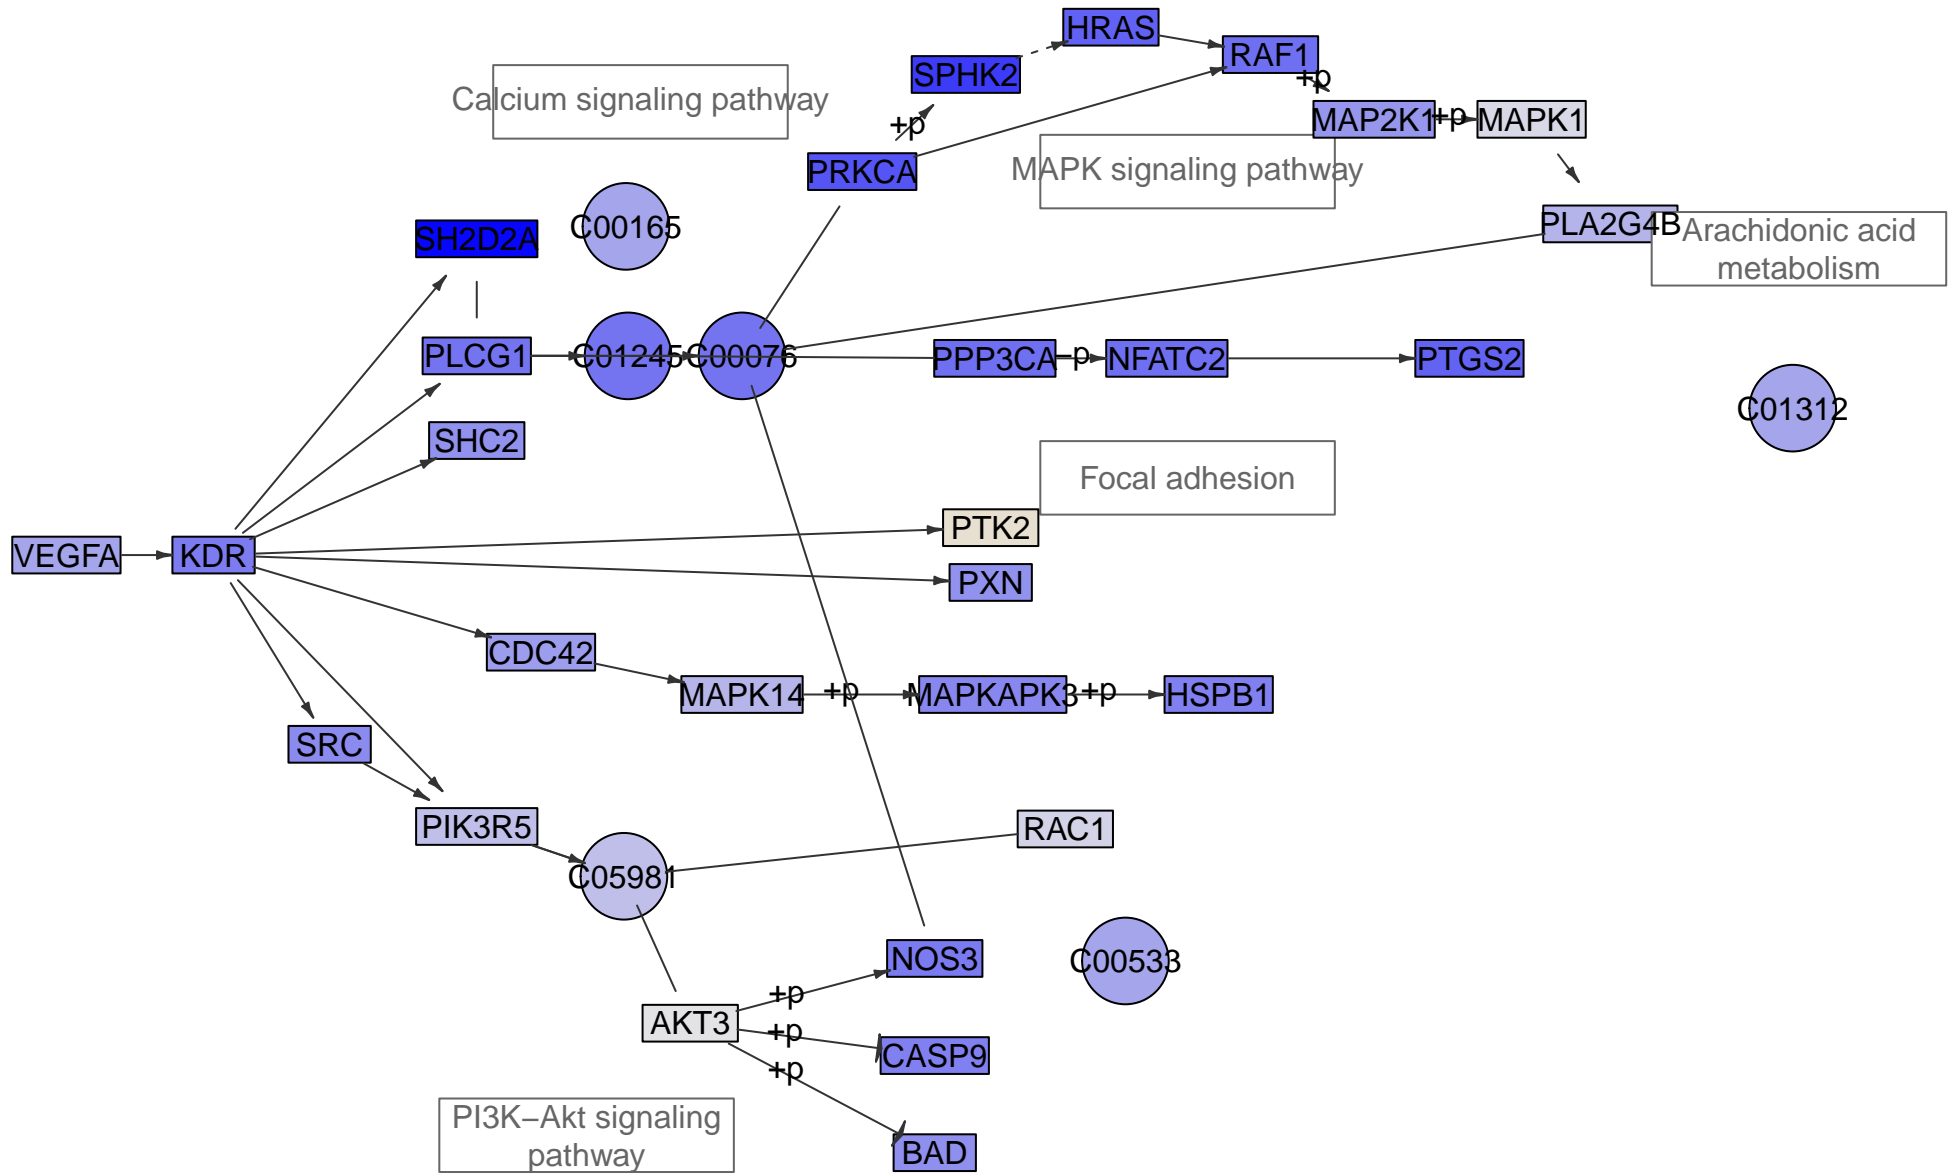 HRAS
RAF1
SPHK2
+p
Calcium signaling pathway
+p
MAP2K1
+p
MAPK1
PRKCA
MAPK signaling pathway
C00165
SH2D2A
PLA2G4B
Arachidonic acid
metabolism
PLCG1
C01245
C00076
PPP3CA
-p
NFATC2
PTGS2
C01312
SHC2
Focal adhesion
PTK2
VEGFA
KDR
PXN
CDC42
MAPK14
+p
MAPKAPK3
+p
HSPB1
SRC
PIK3R5
RAC1
C05981
NOS3
C00533
+p
AKT3
+p
CASP9
+p
PI3K−Akt signaling
pathway
BAD